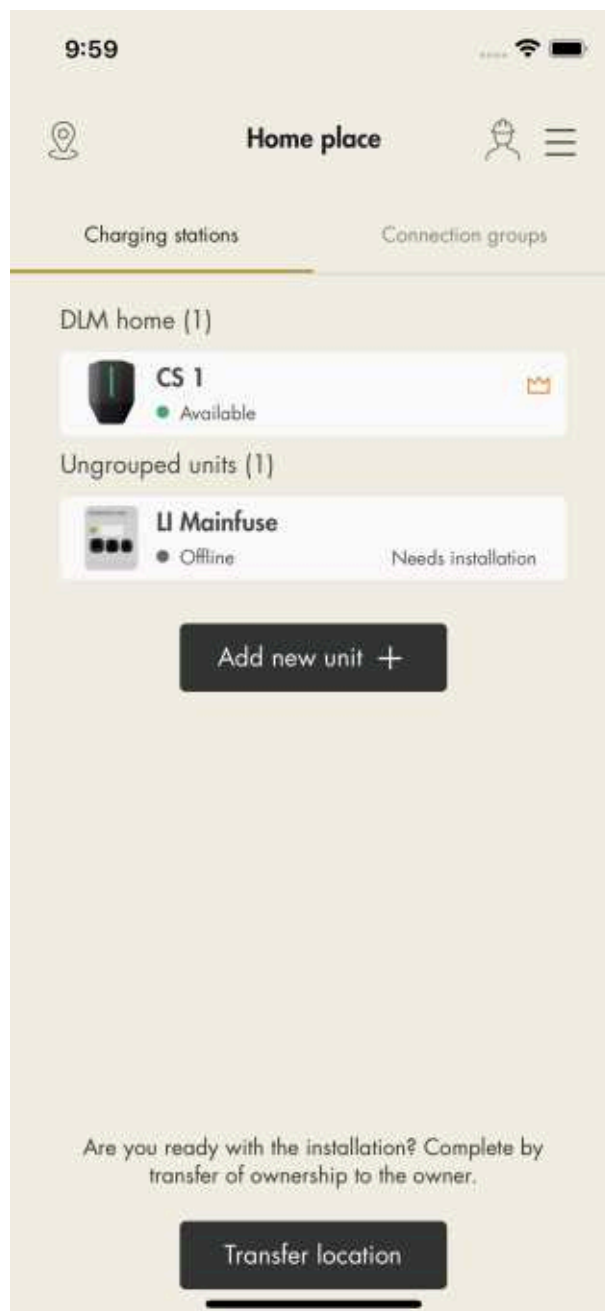 9:59
Home place
Charging stations
Connection groups
DLM home (1)
CS 1
Available
Ungrouped units (1)
LI Mainfuse
Offline
Needs installation
Add new unit +
Are you ready with the installation? Complete by
transfer of ownership to the owner.
Transfer location